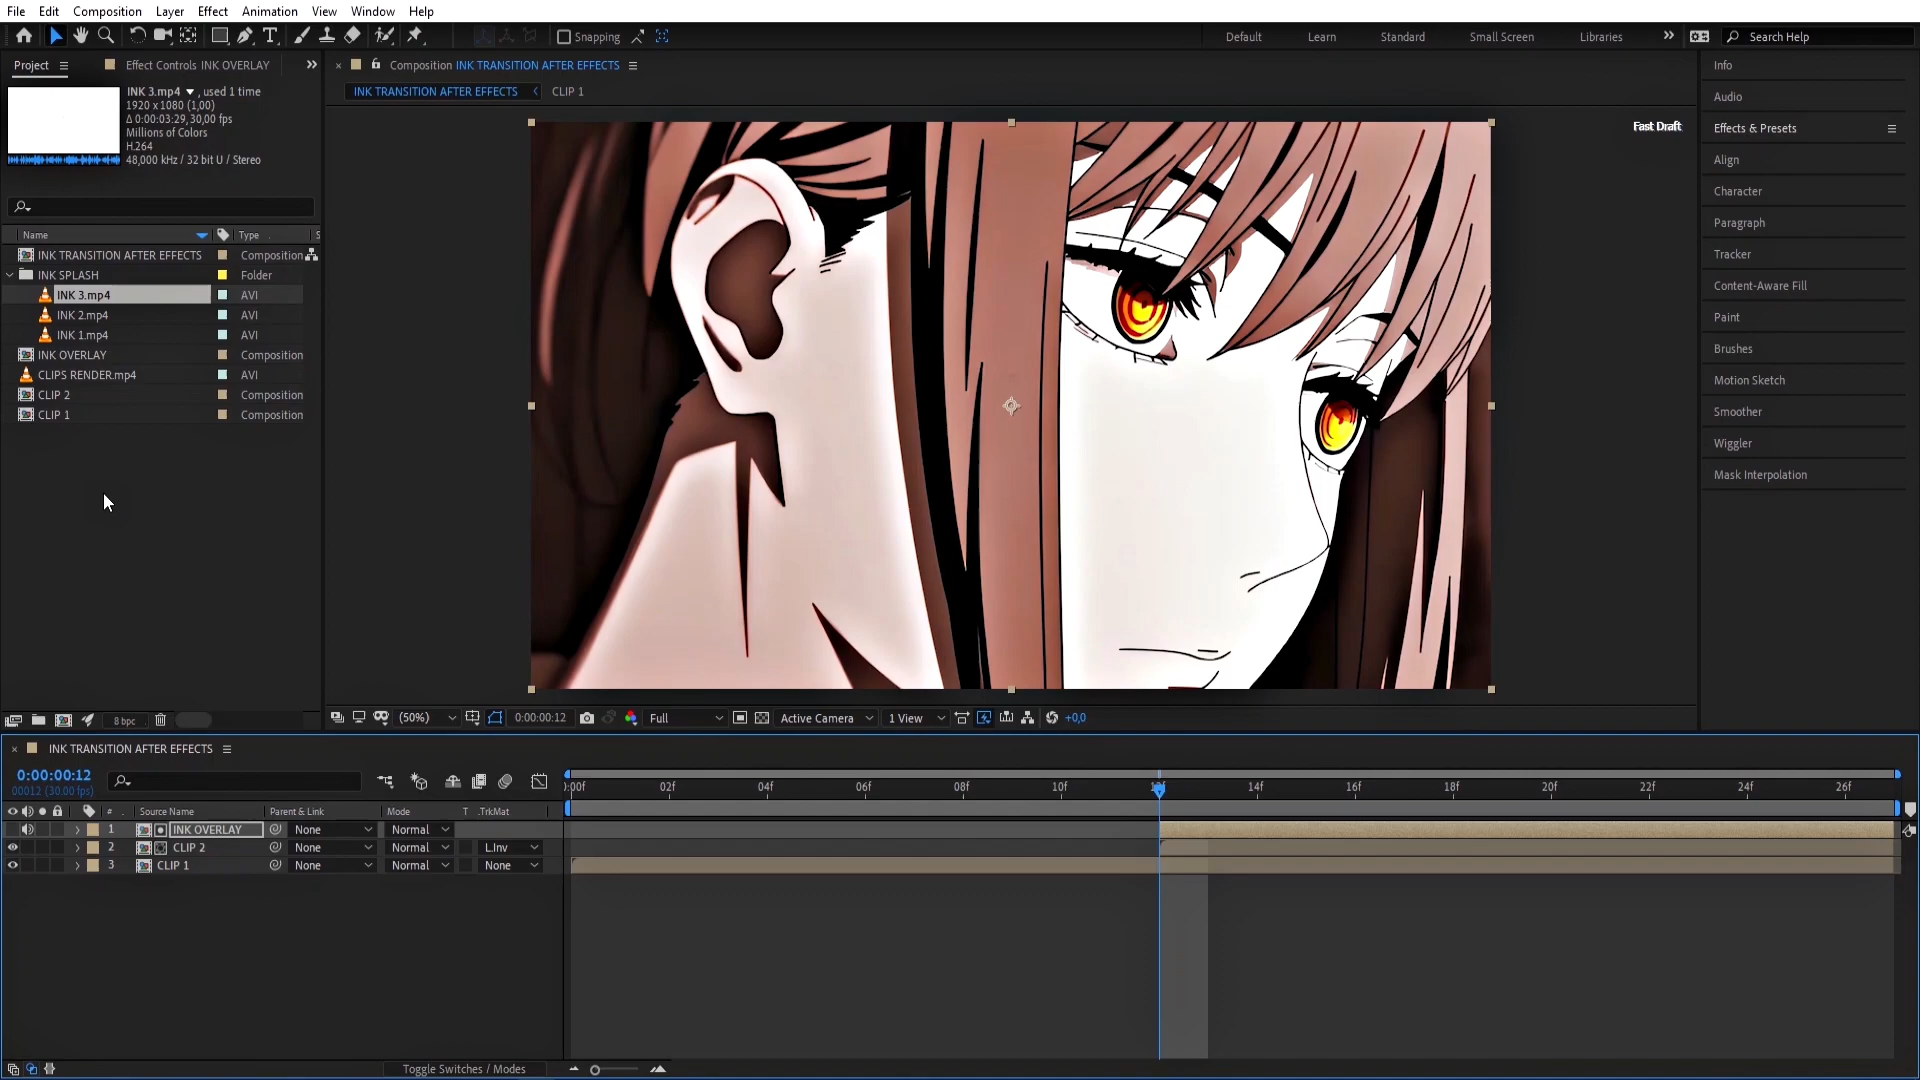 File Edit Composition Layer Effect Animation View Window Help
Snapping
Default Learn Standard Small Screen Libraries
Search Help
Project
Effect Controls INK OVERLAY
INK 3.mp4 , used 1 time
1920 x 1080 (1,00)
Δ 0:00:03:29, 30,00 fps
Millions of Colors
H.264
48,000 kHz / 32 bit U / Stereo
Name Type S
INK TRANSITION AFTER EFFECTS Composition
INK SPLASH Folder
INK 3.mp4 AVI
INK 2.mp4 AVI
INK 1.mp4 AVI
INK OVERLAY Composition
CLIPS RENDER.mp4 AVI
CLIP 2 Composition
CLIP 1 Composition
8 bpc
Composition INK TRANSITION AFTER EFFECTS
INK TRANSITION AFTER EFFECTS CLIP 1
Fast Draft
(50%) 0:00:00:12 Full Active Camera 1 View +0,0
Info
Audio
Effects & Presets
Align
Character
Paragraph
Tracker
Content-Aware Fill
Paint
Brushes
Motion Sketch
Smoother
Wiggler
Mask Interpolation
INK TRANSITION AFTER EFFECTS
0:00:00:12
00012 (30.00 fps)
:00f 02f 04f 06f 08f 10f 14f 16f 18f 20f 22f 24f 26f
# Source Name Parent & Link Mode T .TrkMat
1 INK OVERLAY None Normal
2 CLIP 2 None Normal L.Inv
3 CLIP 1 None Normal None
Toggle Switches / Modes